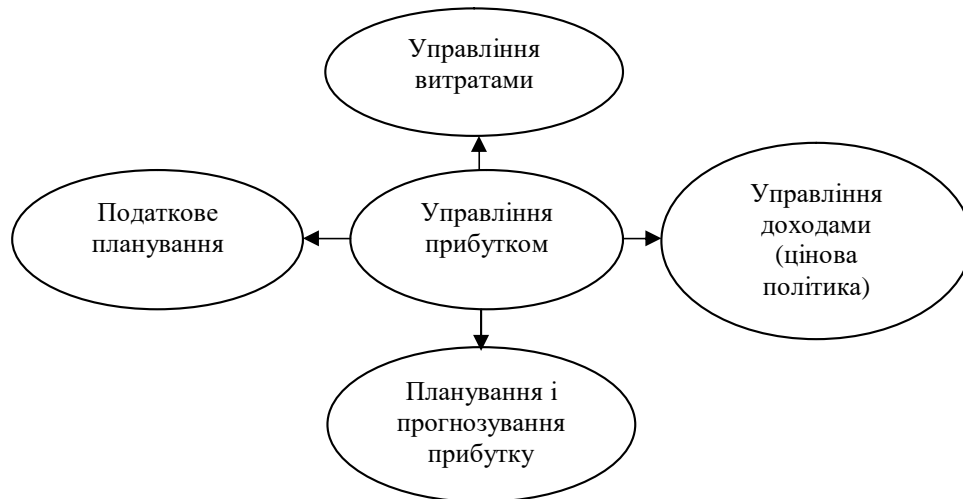 Управління
витратами
Податкове
планування
Управління
прибутком
Управління
доходами
(цінова
політика)
Планування і
прогнозування
прибутку